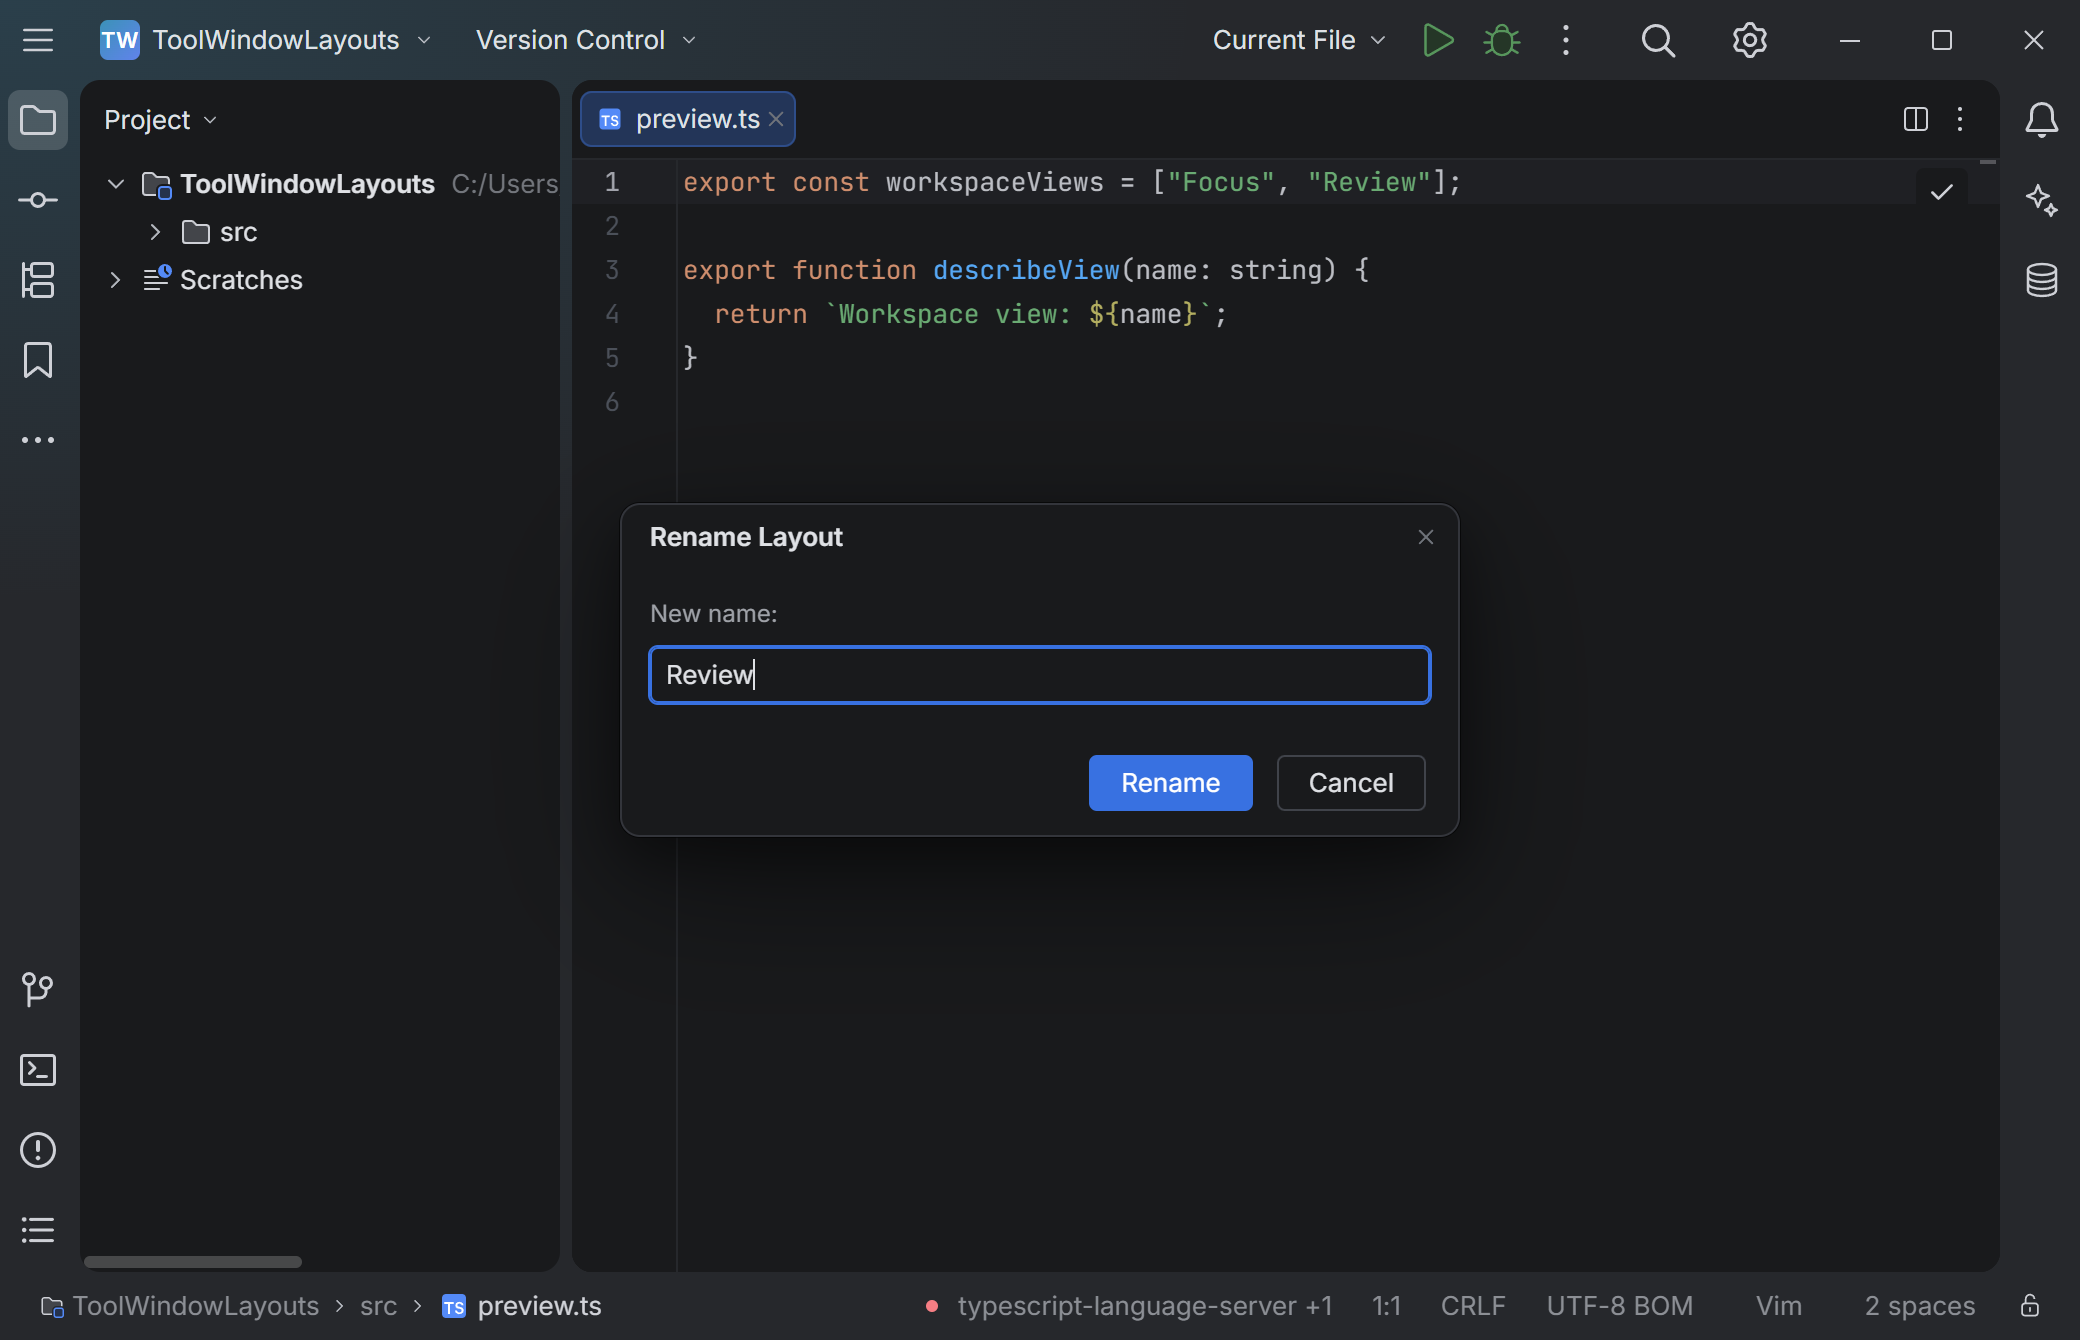 TW ToolWindowLayouts Version Control Current File
Project
TS preview.ts
ToolWindowLayouts C:/Users
src
Scratches
1 export const workspaceViews = ["Focus", "Review"];
2
3 export function describeView(name: string) {
4 return `Workspace view: ${name}`;
5 }
6
Rename Layout
New name:
Review
Rename Cancel
ToolWindowLayouts > src > TS preview.ts typescript-language-server +1 1:1 CRLF UTF-8 BOM Vim 2 spaces